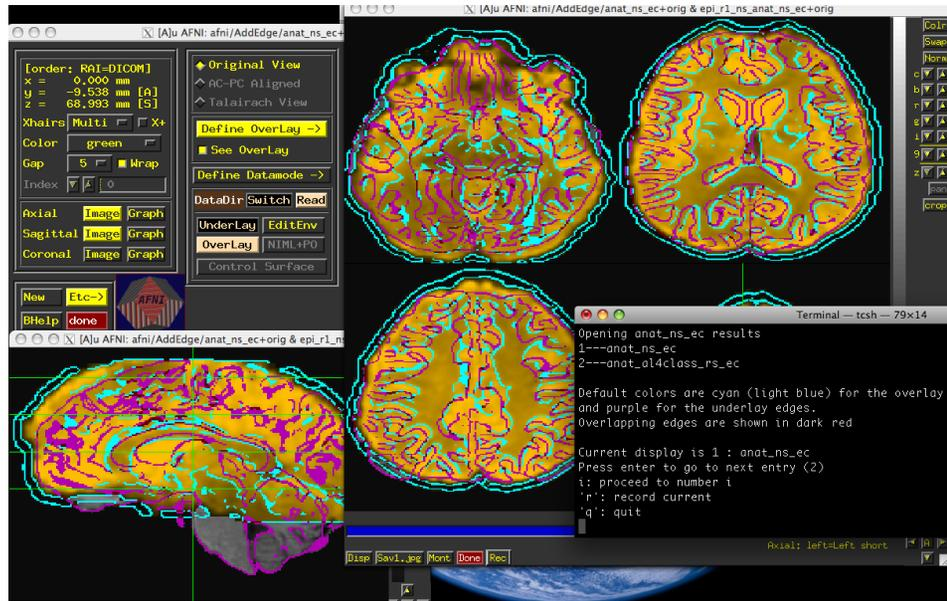 [A]u AFNI: afni/AddEdge/anat_ns_ec+
[A]u AFNI: afni/AddEdge/anat_ns_ec+orig & epi_r1_ns_anat_ns_ec+orig
[order: RAI=DICOM]
x = 0.000 mm
y = -9.538 mm [A]
z = 68.993 mm [S]
Xhairs Multi X+
Color green
Gap 5 Wrap
Index 0
Axial Image Graph
Sagittal Image Graph
Coronal Image Graph
New Etc->
BHelp done
AFNI
Original View
AC-PC Aligned
Talairach View
Define OverLay ->
See OverLay
Define Datamode ->
DataDir Switch Read
UnderLay EditEnv
OverLay NIML+PO
Control Surface
Colr
Swap
Norm
c
b
r
g
i
9
z
pan
crop
[A]u AFNI: afni/AddEdge/anat_ns_ec+orig & epi_r1_ns
Terminal — tcsh — 79×14
Opening anat_ns_ec results
1---anat_ns_ec
2---anat_al4class_rs_ec
Default colors are cyan (light blue) for the overlay
and purple for the underlay edges.
Overlapping edges are shown in dark red
Current display is 1 : anat_ns_ec
Press enter to go to next entry (2)
i: proceed to number i
'r': record current
'q': quit
Axial: left=Left short
A
Disp Sav1.jpg Mont Done Rec